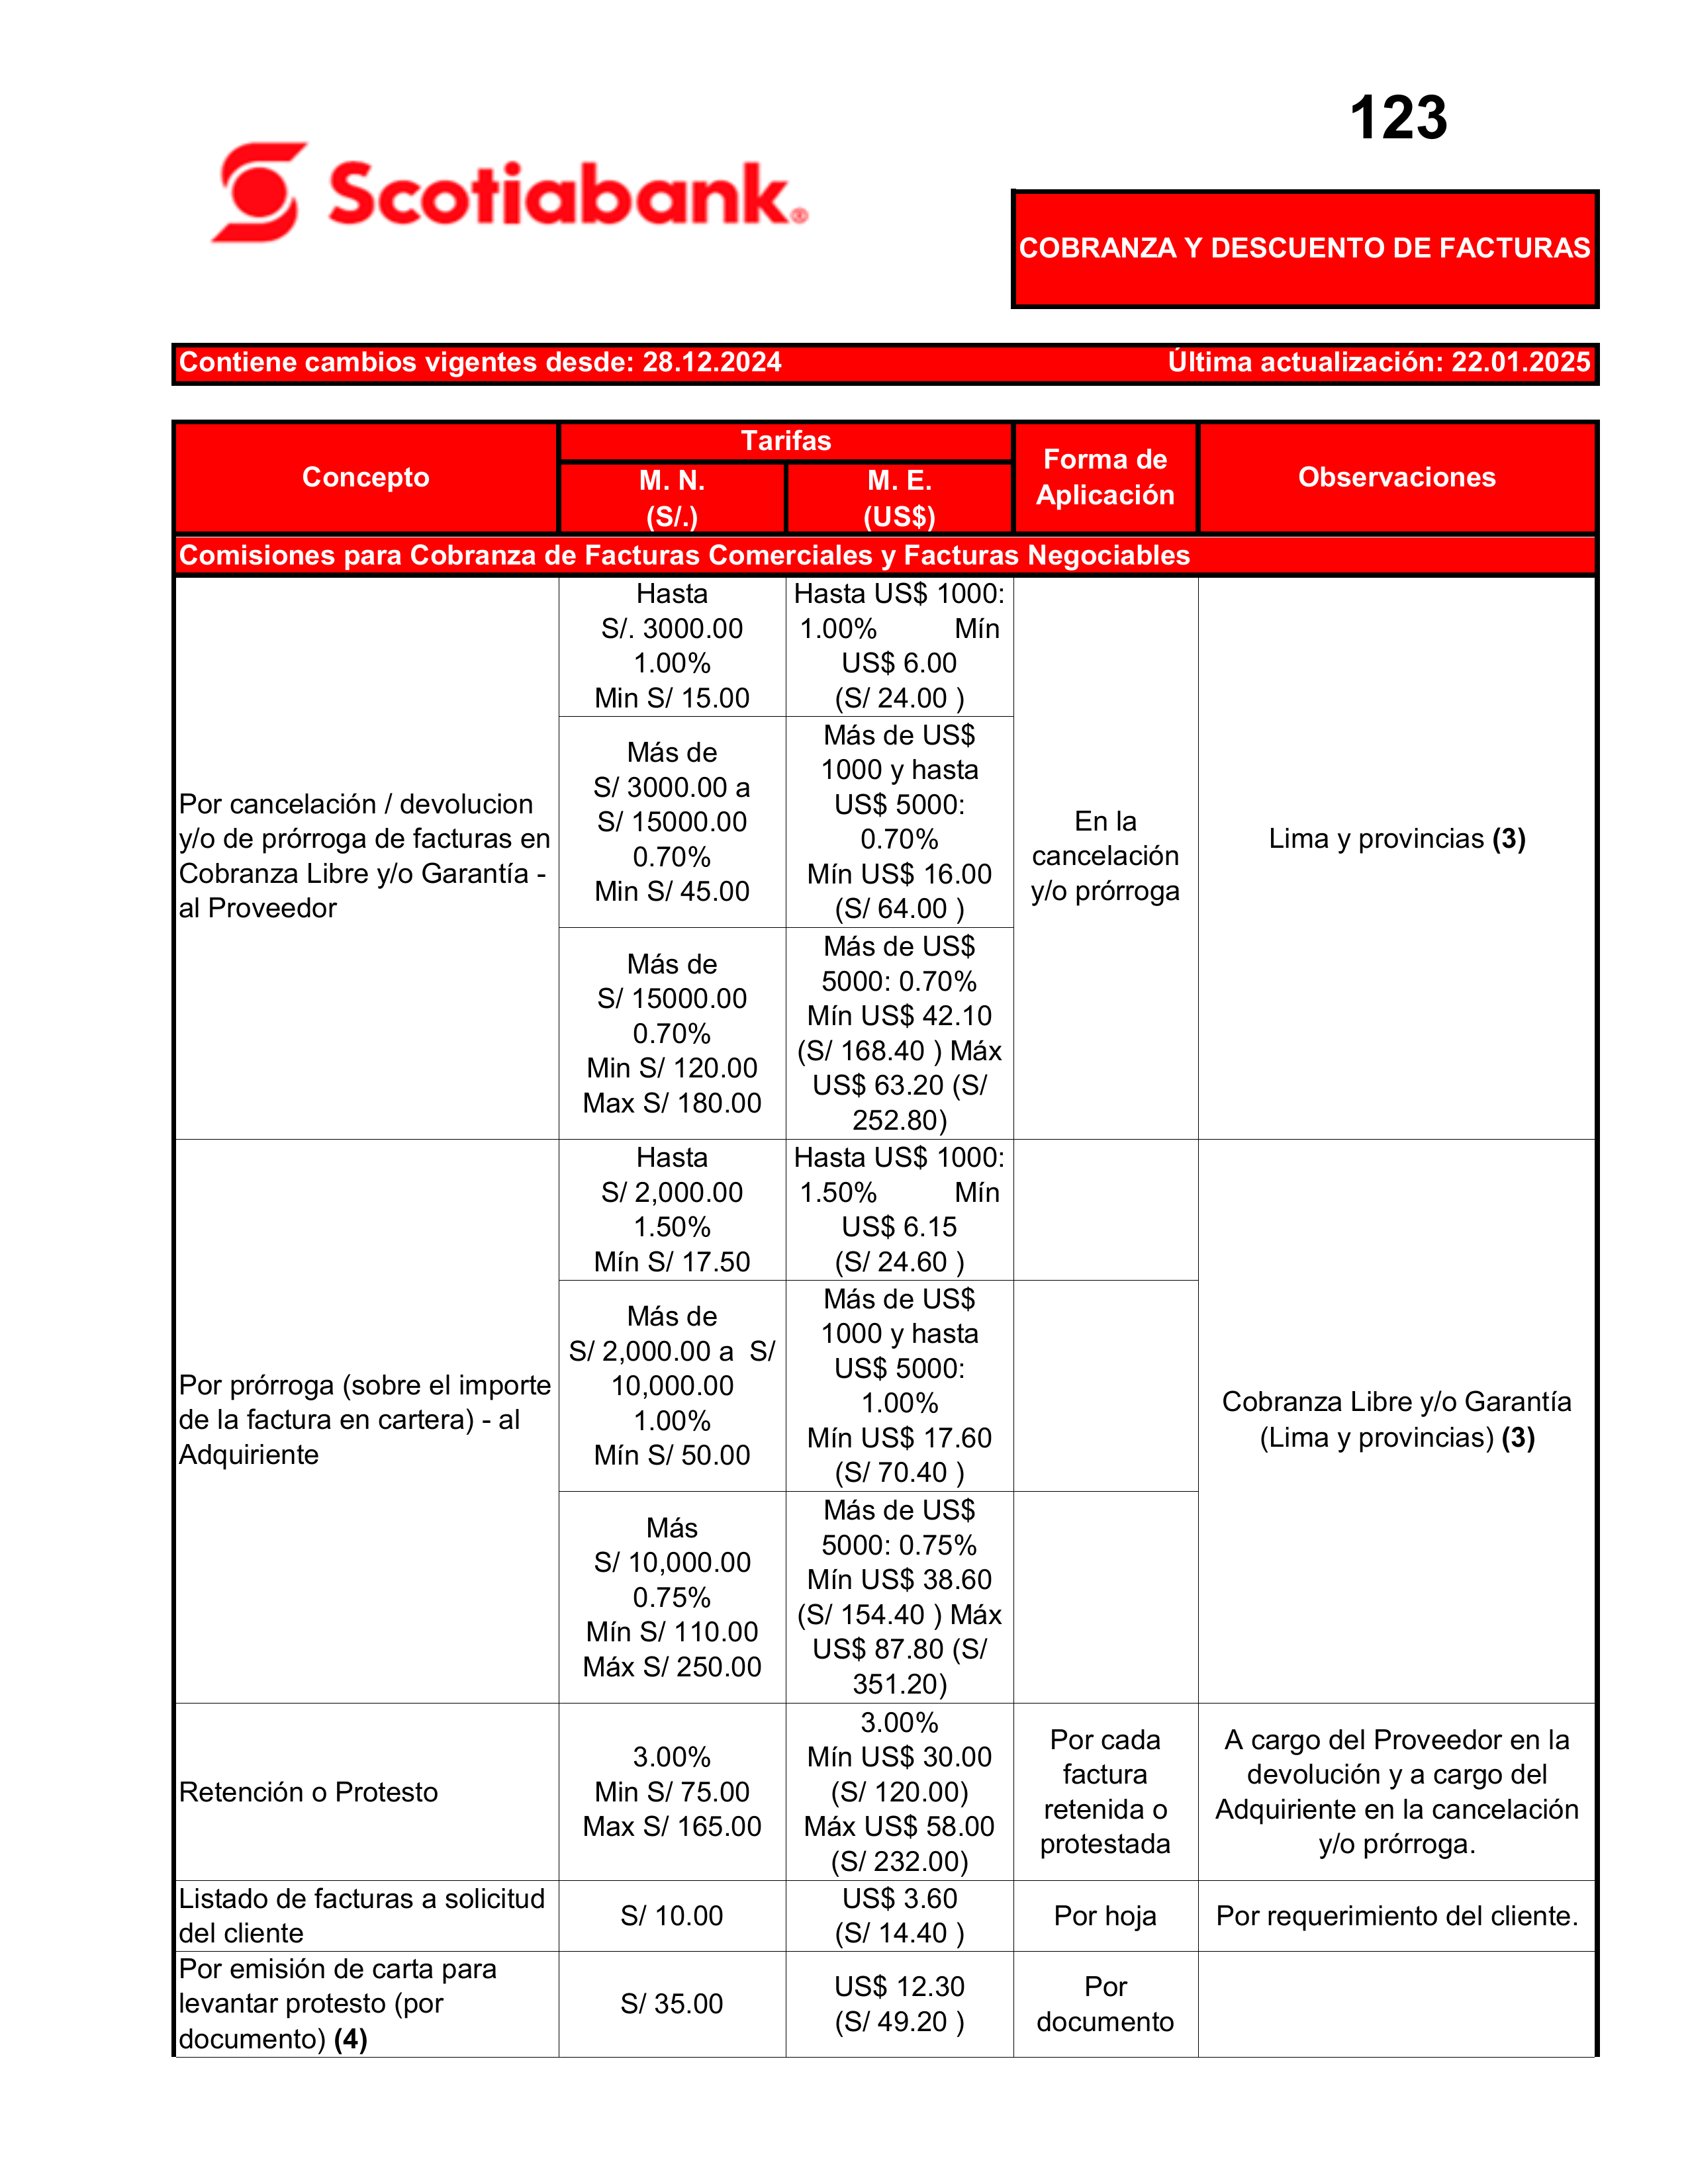 123
Scotiabank®
COBRANZA Y DESCUENTO DE FACTURAS
Contiene cambios vigentes desde: 28.12.2024 Última actualización: 22.01.2025
Concepto
Tarifas
M. N.
(S/.)
M. E.
(US$)
Forma de
Aplicación
Observaciones
Comisiones para Cobranza de Facturas Comerciales y Facturas Negociables
Por cancelación / devolucion
y/o de prórroga de facturas en
Cobranza Libre y/o Garantía -
al Proveedor
Hasta
S/. 3000.00
1.00%
Min S/ 15.00
Hasta US$ 1000:
1.00% Mín
US$ 6.00
(S/ 24.00 )
Más de
S/ 3000.00 a
S/ 15000.00
0.70%
Min S/ 45.00
Más de US$
1000 y hasta
US$ 5000:
0.70%
Mín US$ 16.00
(S/ 64.00 )
Más de
S/ 15000.00
0.70%
Min S/ 120.00
Max S/ 180.00
Más de US$
5000: 0.70%
Mín US$ 42.10
(S/ 168.40 ) Máx
US$ 63.20 (S/
252.80)
En la
cancelación
y/o prórroga
Lima y provincias (3)
Por prórroga (sobre el importe
de la factura en cartera) - al
Adquiriente
Hasta
S/ 2,000.00
1.50%
Mín S/ 17.50
Hasta US$ 1000:
1.50% Mín
US$ 6.15
(S/ 24.60 )
Más de
S/ 2,000.00 a S/
10,000.00
1.00%
Mín S/ 50.00
Más de US$
1000 y hasta
US$ 5000:
1.00%
Mín US$ 17.60
(S/ 70.40 )
Más
S/ 10,000.00
0.75%
Mín S/ 110.00
Máx S/ 250.00
Más de US$
5000: 0.75%
Mín US$ 38.60
(S/ 154.40 ) Máx
US$ 87.80 (S/
351.20)
Cobranza Libre y/o Garantía
(Lima y provincias) (3)
Retención o Protesto
3.00%
Min S/ 75.00
Max S/ 165.00
3.00%
Mín US$ 30.00
(S/ 120.00)
Máx US$ 58.00
(S/ 232.00)
Por cada
factura
retenida o
protestada
A cargo del Proveedor en la
devolución y a cargo del
Adquiriente en la cancelación
y/o prórroga.
Listado de facturas a solicitud
del cliente
S/ 10.00
US$ 3.60
(S/ 14.40 )
Por hoja
Por requerimiento del cliente.
Por emisión de carta para
levantar protesto (por
documento) (4)
S/ 35.00
US$ 12.30
(S/ 49.20 )
Por
documento